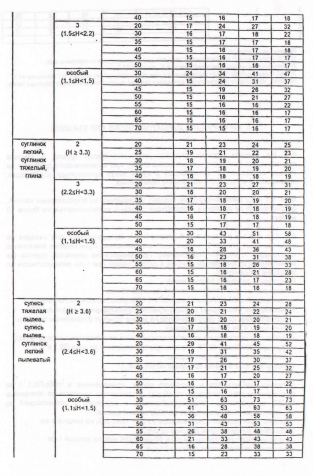 40 15 16 17 18
3 (1.5≤H<2.2) 20 17 24 27 32
30 16 17 18 22
35 15 17 17 18
40 15 16 17 18
45 15 16 17 17
50 15 16 18 17
особый (1.1≤H<1.5) 30 24 34 41 47
40 15 24 31 37
45 15 19 26 32
50 15 16 21 27
55 15 16 16 22
60 15 16 16 17
65 15 15 16 17
70 15 15 16 17
суглинок легкий, суглинок тяжелый, глина 2 (H ≥ 3.3) 20 21 23 24 25
25 19 21 22 23
30 18 19 20 21
35 17 18 19 20
40 16 18 18 19
3 (2.2≤H<3.3) 20 21 23 27 31
30 18 20 20 21
35 17 18 19 20
40 16 18 18 19
45 16 17 18 19
50 15 17 17 18
особый (1.1≤H<1.5) 30 30 43 51 58
40 20 33 41 48
45 16 28 36 43
50 16 23 31 38
55 15 18 26 33
60 15 16 21 28
65 15 16 17 23
70 15 16 16 18
супесь тяжелая пылев., супесь пылев., суглинок легкий пылеватый 2 (H ≥ 3.6) 20 21 23 24 28
25 20 21 22 24
30 18 20 20 21
35 17 18 19 20
40 16 18 18 19
3 (2.4≤H<3.6) 20 29 41 45 52
30 19 31 35 42
35 17 26 30 37
40 17 21 25 32
45 16 17 20 27
50 16 17 17 22
55 15 16 17 18
особый (1.1≤H<1.5) 30 51 63 73 73
40 41 53 63 63
45 36 48 58 58
50 31 43 53 53
55 26 38 48 48
60 21 33 43 43
65 16 28 38 38
70 15 23 33 33